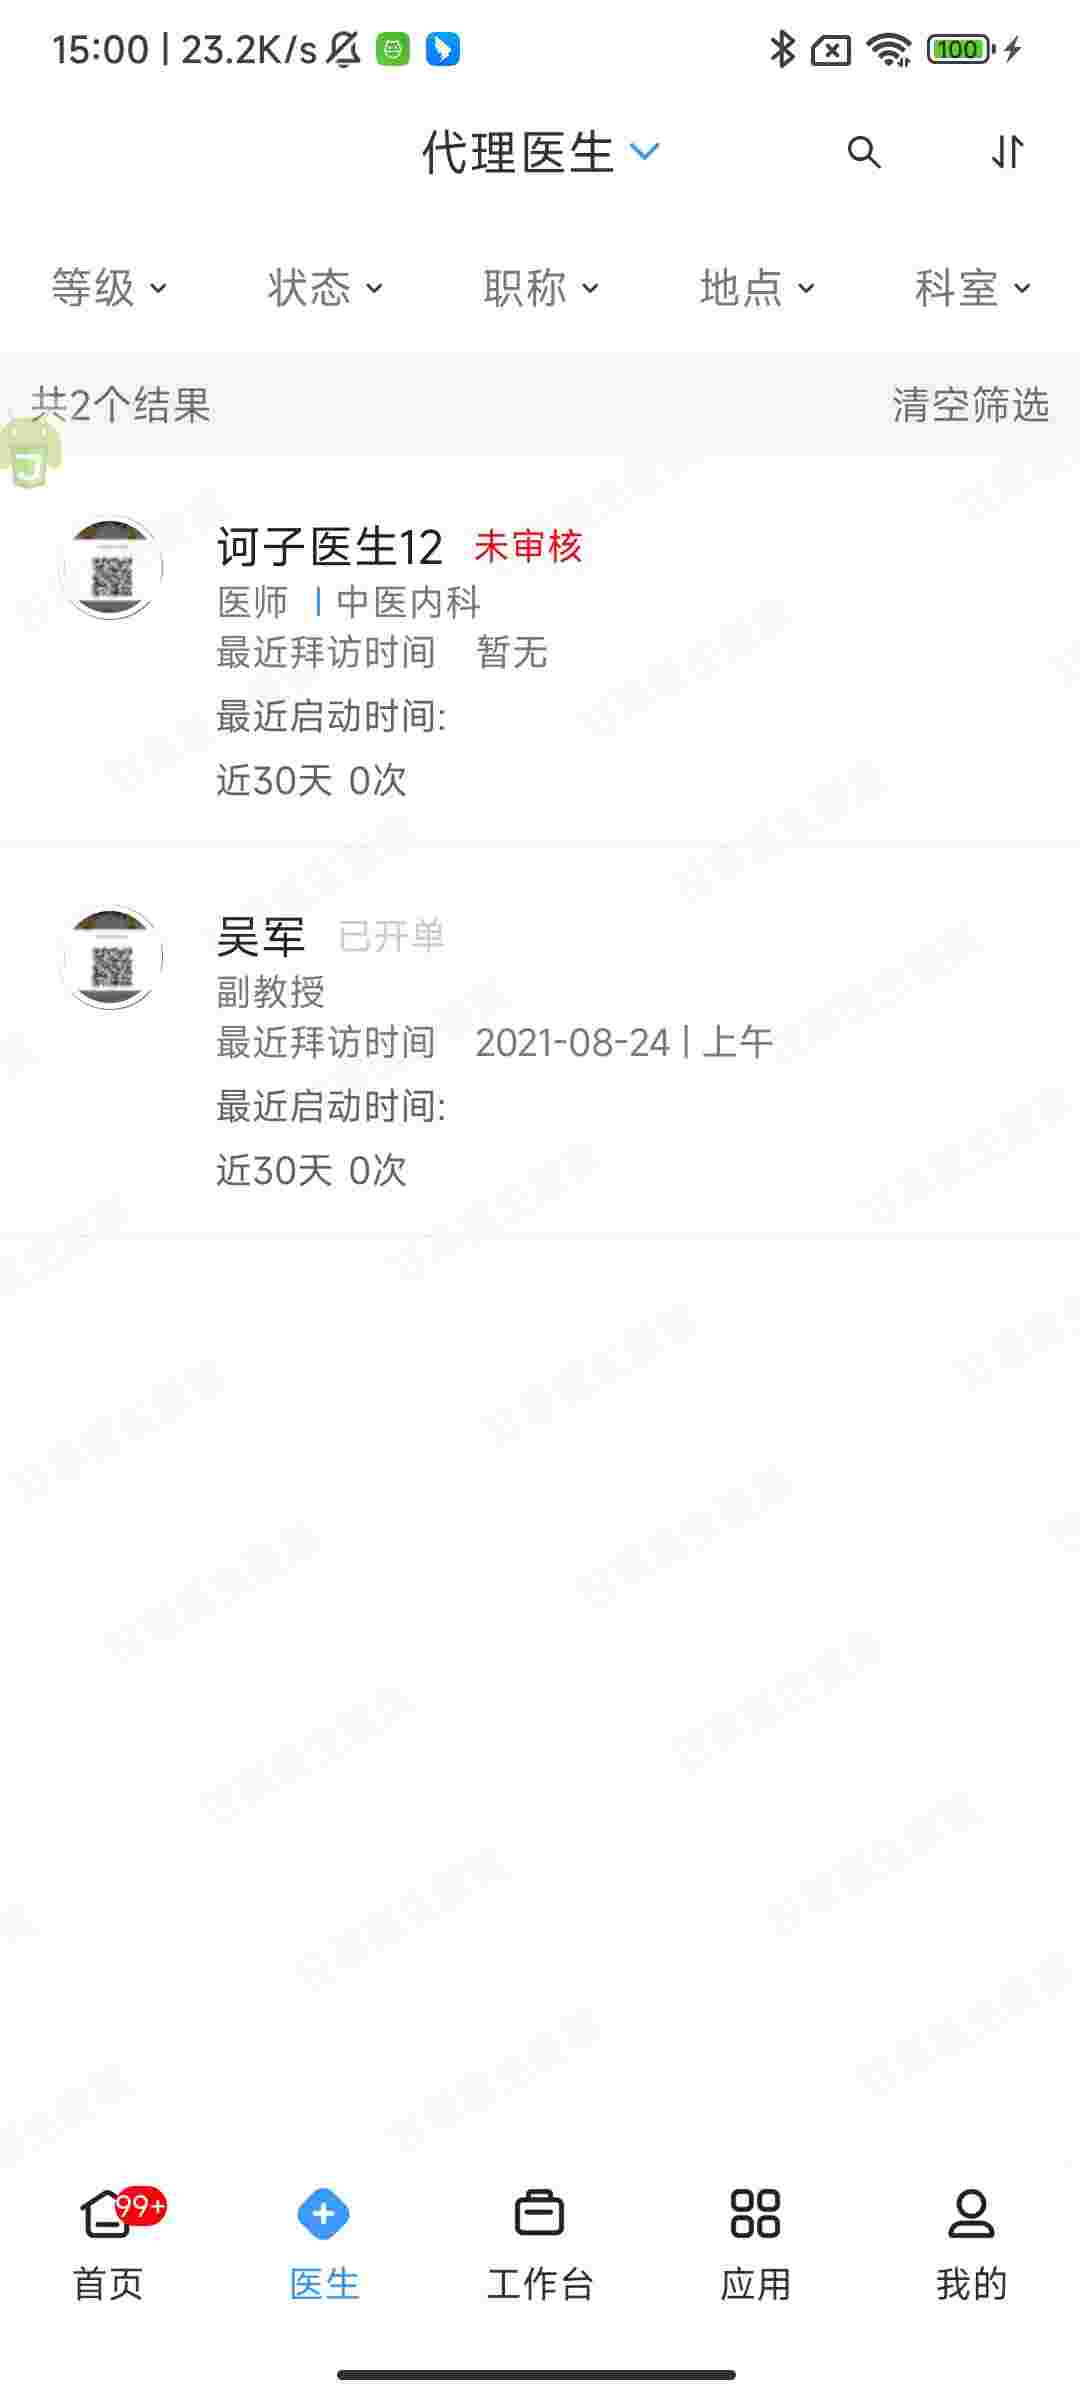 15:00 | 23.2K/s
100
代理医生
等级 状态 职称 地点 科室
共2个结果 清空筛选
诃子医生12 未审核
医师 | 中医内科
最近拜访时间 暂无
最近启动时间:
近30天 0次
吴军 已开单
副教授
最近拜访时间 2021-08-24 | 上午
最近启动时间:
近30天 0次
99+
首页 医生 工作台 应用 我的